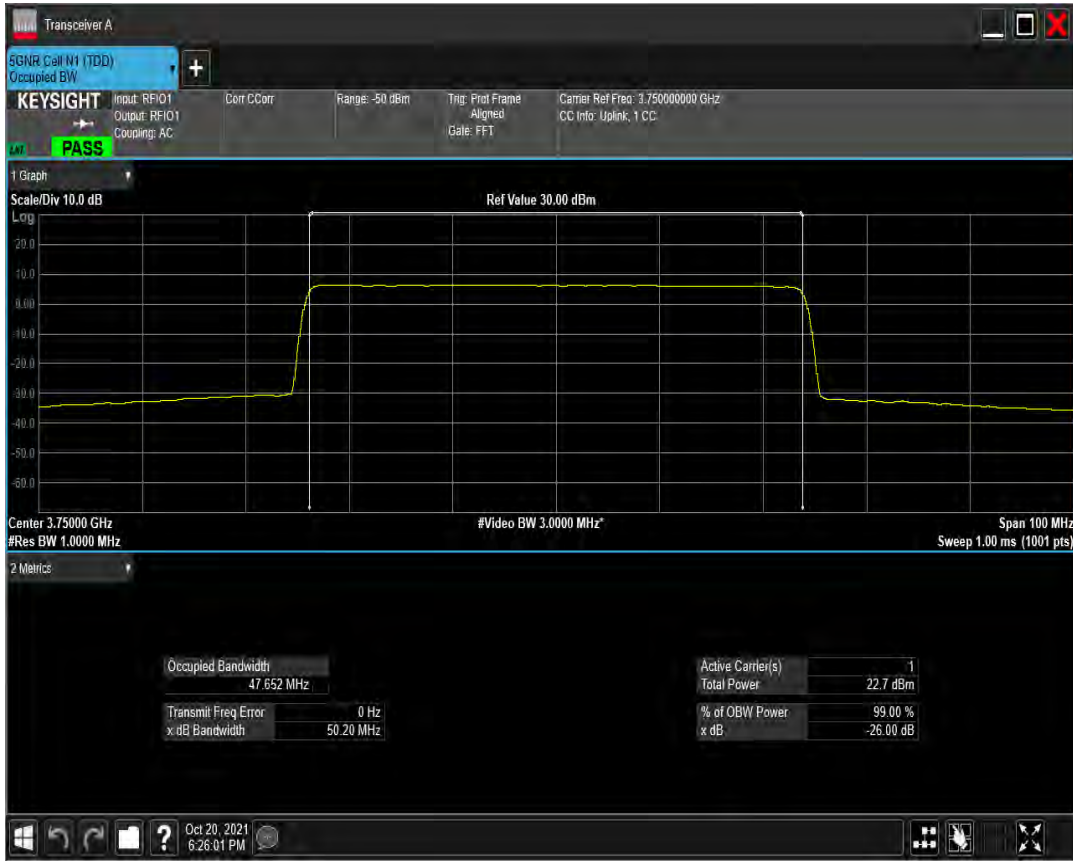 Transceiver A
5GNR Cell N1 (TDD)
Occupied BW
+
KEYSIGHT
Input: RFIO1
Output: RFIO1
Coupling: AC
Corr CCorr
Range: -50 dBm
Trig: Prot Frame
Aligned
Gate: FFT
Carrier Ref Freq: 3.750000000 GHz
CC Info: Uplink, 1 CC
PASS
1 Graph
Scale/Div 10.0 dB
Ref Value 30.00 dBm
Log
20.0
10.0
0.00
-10.0
-20.0
-30.0
-40.0
-50.0
-60.0
Center 3.75000 GHz
#Video BW 3.0000 MHz*
Span 100 MHz
#Res BW 1.0000 MHz
Sweep 1.00 ms (1001 pts)
2 Metrics
Occupied Bandwidth
47.652 MHz
Transmit Freq Error 0 Hz
x dB Bandwidth 50.20 MHz
Active Carrier(s) 1
Total Power 22.7 dBm
% of OBW Power 99.00 %
x dB -26.00 dB
?
Oct 20, 2021
6:26:01 PM